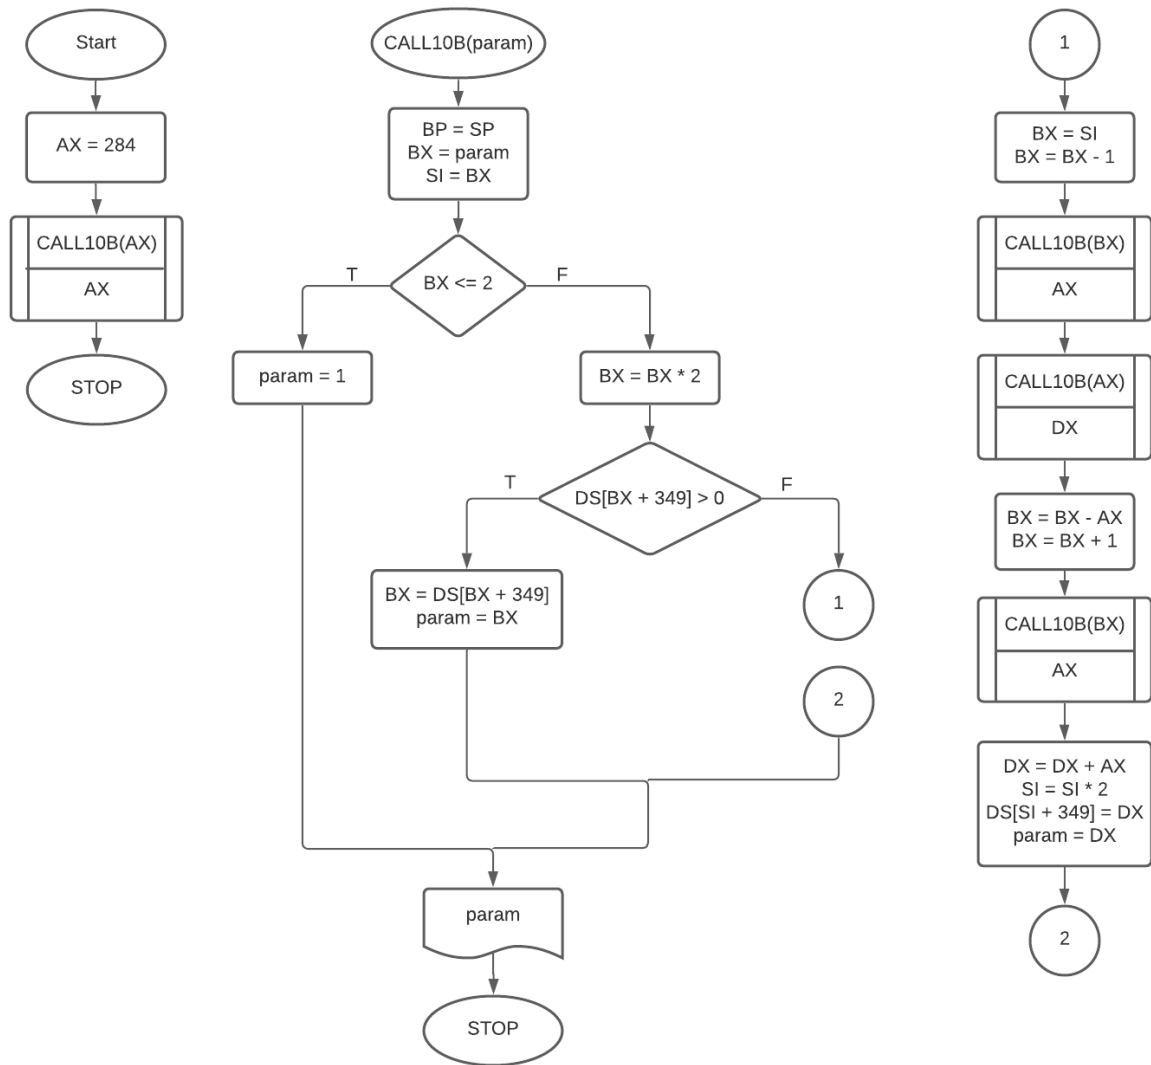 Start
AX = 284
CALL10B(AX)
AX
STOP
CALL10B(param)
BP = SP
BX = param
SI = BX
BX <= 2
T
F
param = 1
BX = BX * 2
DS[BX + 349] > 0
T
F
BX = DS[BX + 349]
param = BX
1
2
param
STOP
1
BX = SI
BX = BX - 1
CALL10B(BX)
AX
CALL10B(AX)
DX
BX = BX - AX
BX = BX + 1
CALL10B(BX)
AX
DX = DX + AX
SI = SI * 2
DS[SI + 349] = DX
param = DX
2